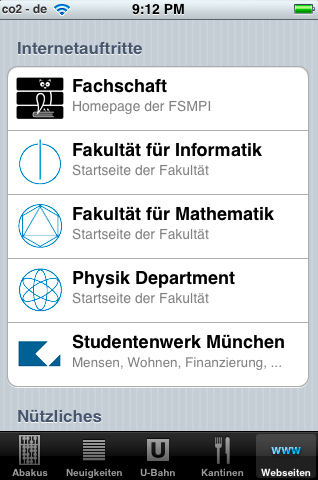 co2 - de 9:12 PM
Internetauftritte
Fachschaft
Homepage der FSMPI
Fakultät für Informatik
Startseite der Fakultät
Fakultät für Mathematik
Startseite der Fakultät
Physik Department
Startseite der Fakultät
Studentenwerk München
Mensen, Wohnen, Finanzierung, ...
Nützliches
U www
Abakus Neuigkeiten U-Bahn Kantinen Webseiten